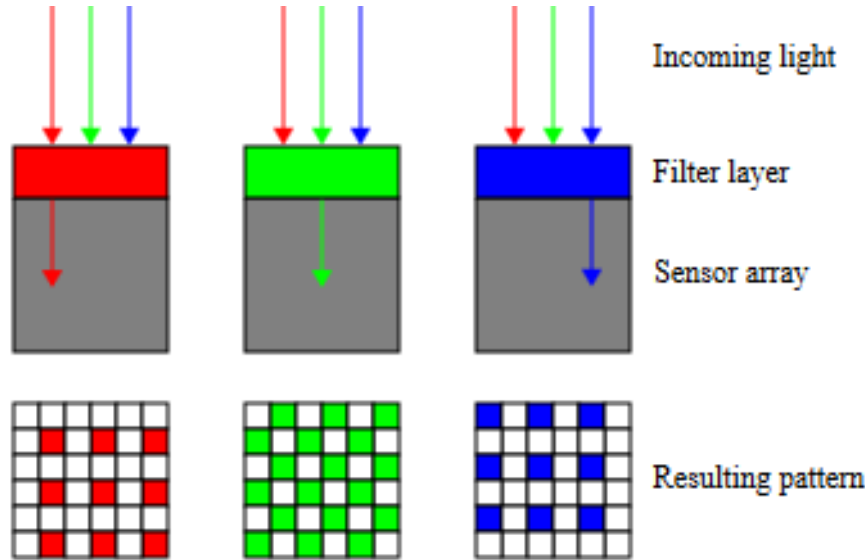 Incoming light
Filter layer
Sensor array
Resulting pattern